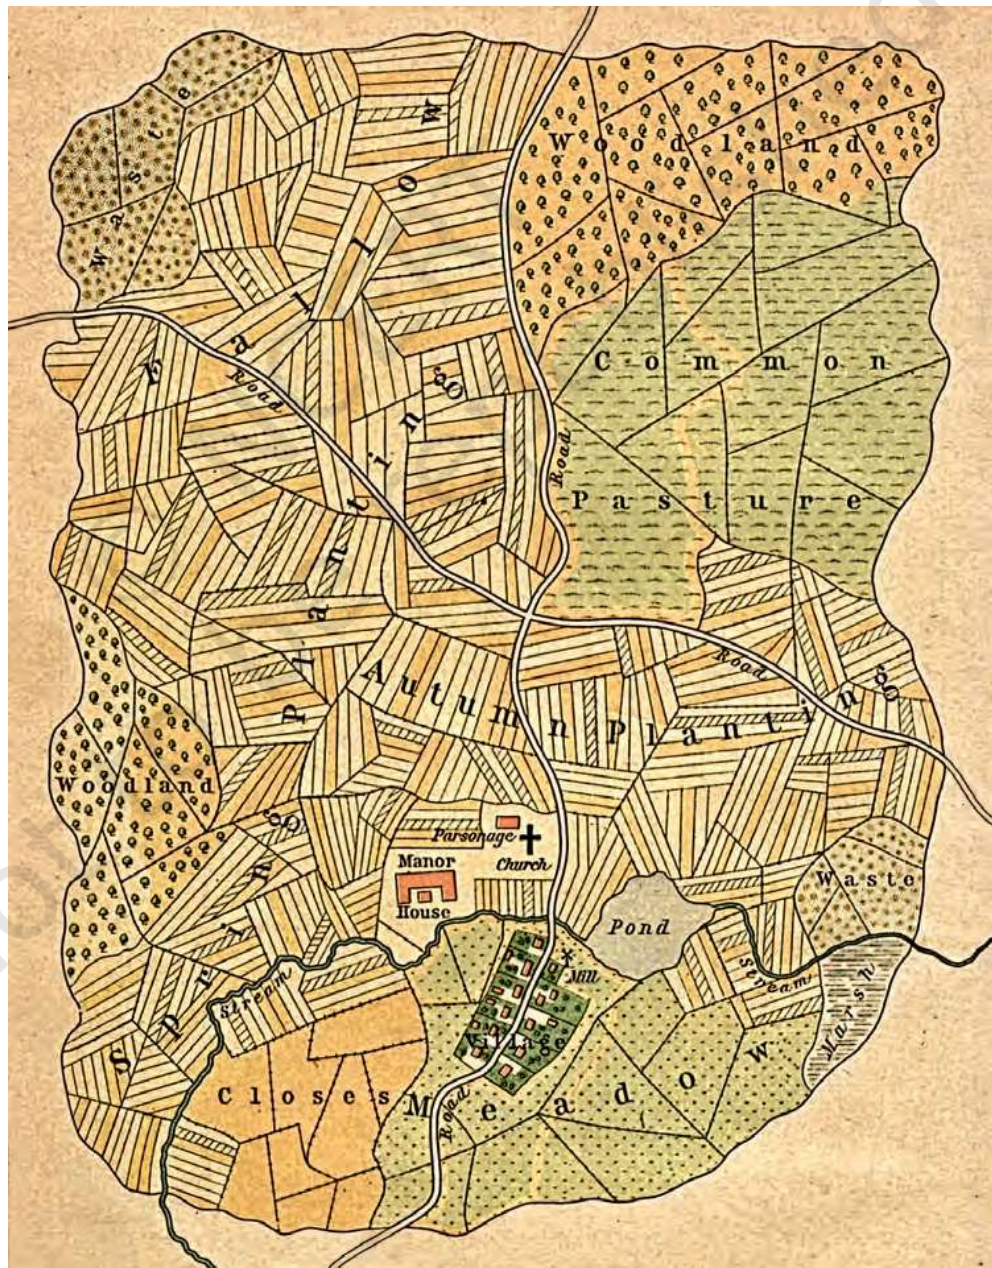 Waste
Woodland
Fallow
Common
Road
Road
Pasture
Spring Planting
Autumn Planting
Road
Woodland
Parsonage
Church
Manor
House
Waste
Pond
Stream
Stream
Mill
Marsh
Village
Closes
Meadow
Road